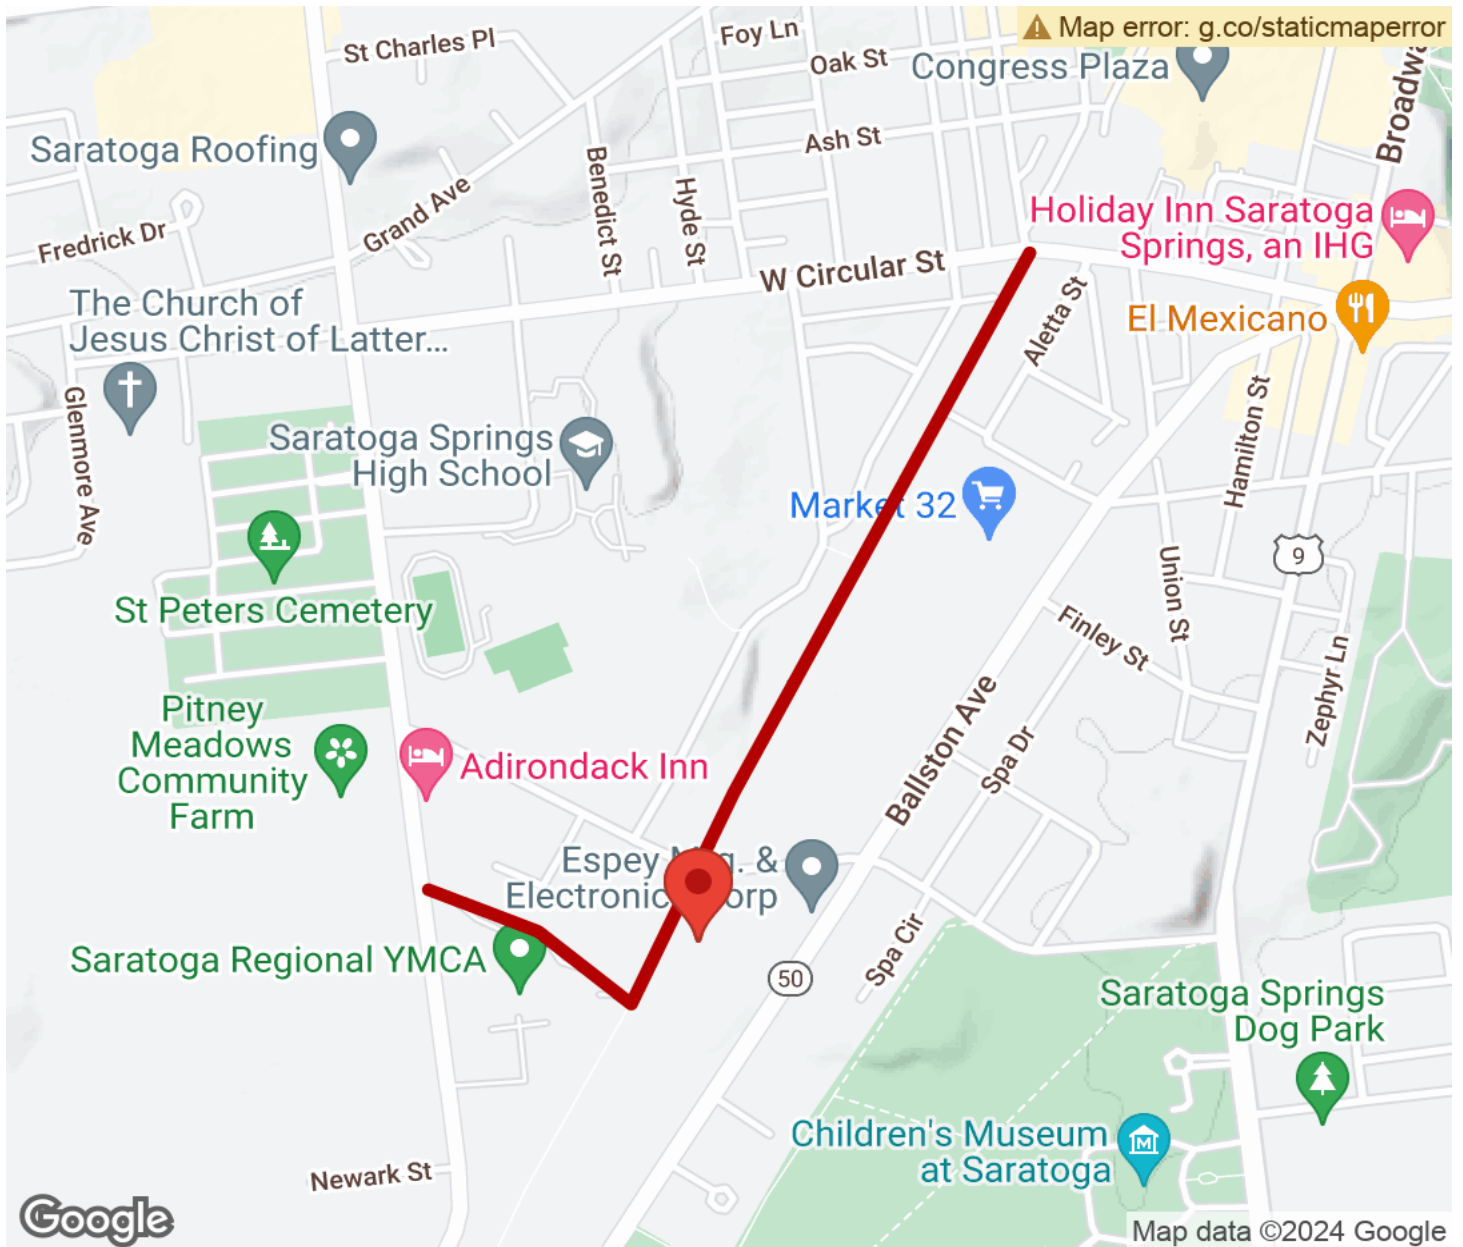 Map error: g.co/staticmaperror
St Charles Pl
Foy Ln
Oak St
Congress Plaza
Broadwa
Saratoga Roofing
Ash St
Benedict St
Hyde St
Grand Ave
Fredrick Dr
Holiday Inn Saratoga
Springs, an IHG
W Circular St
Aletta St
El Mexicano
The Church of
Jesus Christ of Latter...
Glenmore Ave
Saratoga Springs
High School
Hamilton St
Market 32
9
St Peters Cemetery
Union St
Finley St
Zephyr Ln
Pitney
Meadows
Community
Farm
Adirondack Inn
Ballston Ave
Spa Dr
Espey M g. &
Electronic orp
Saratoga Regional YMCA
Spa Cir
50
Saratoga Springs
Dog Park
Children's Museum
at Saratoga
M
Newark St
Google
Map data ©2024 Google